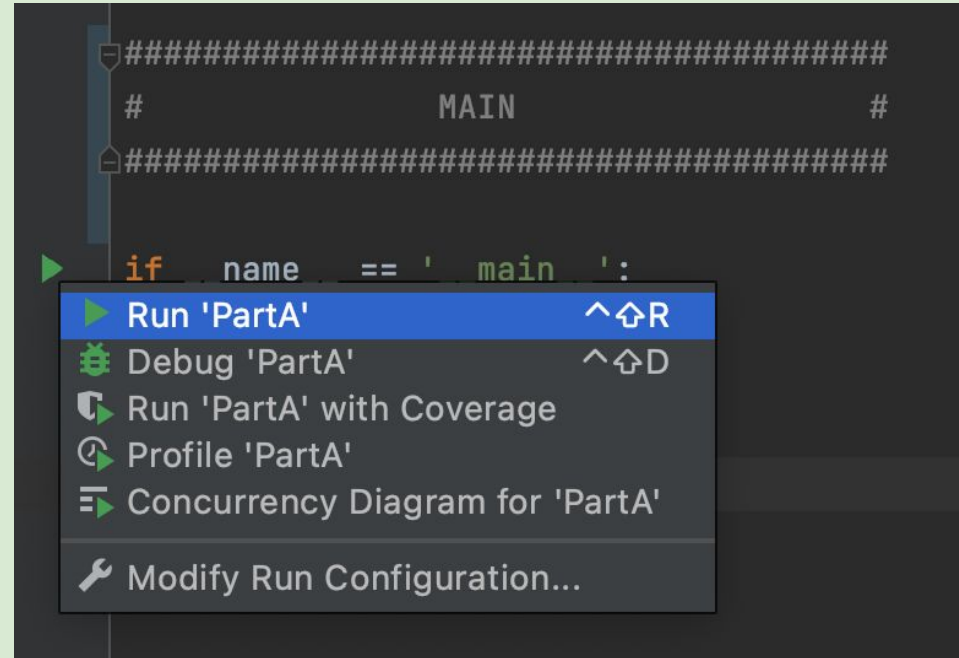 #######################################
#               MAIN                  #
#######################################
if __name__ == '__main__':
Run 'PartA' ^⇧R
Debug 'PartA' ^⇧D
Run 'PartA' with Coverage
Profile 'PartA'
Concurrency Diagram for 'PartA'
Modify Run Configuration...